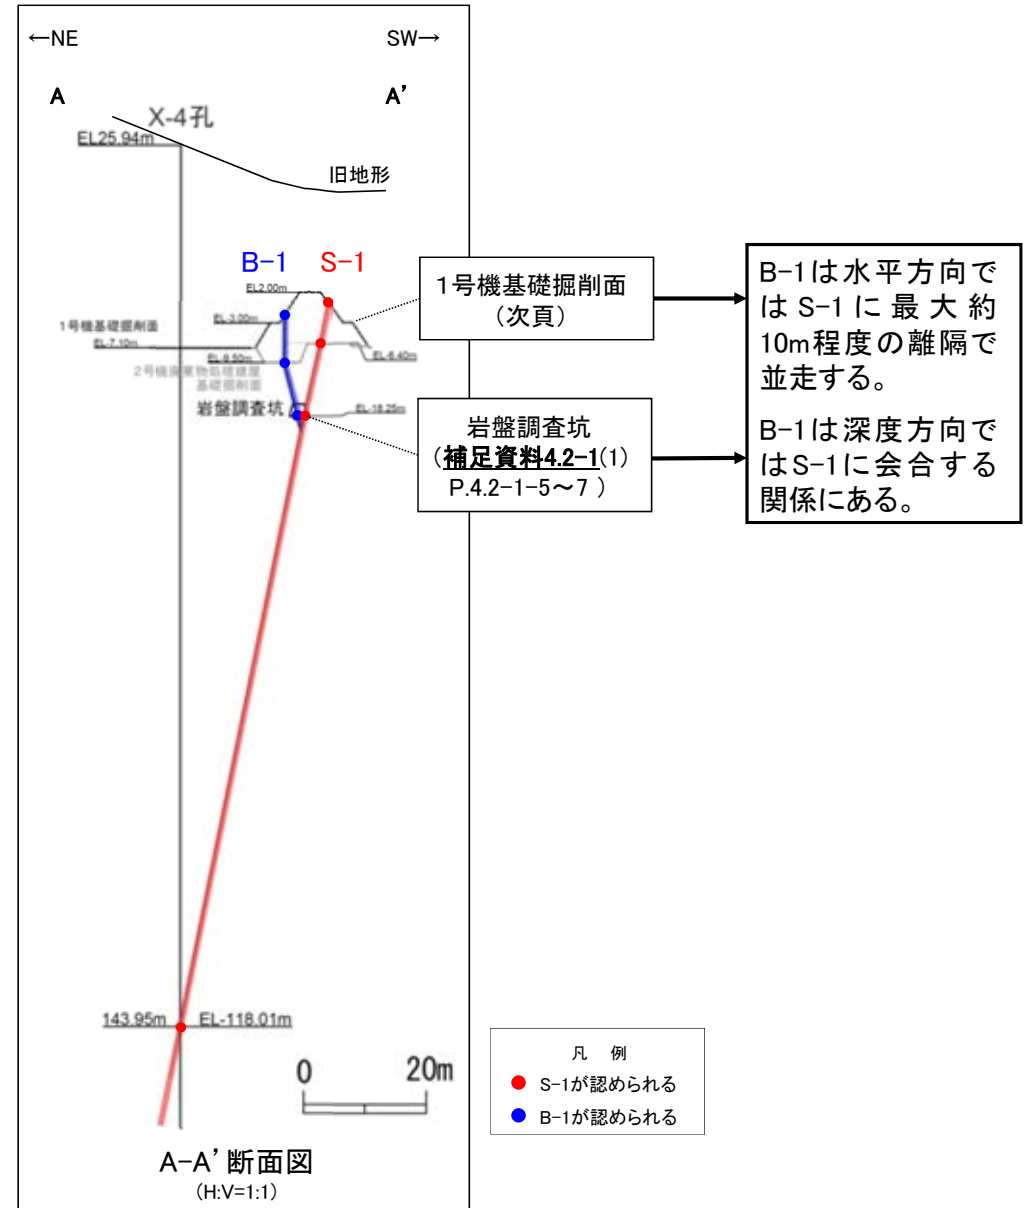 ←NE
SW→
A
A’
X-4孔
EL25.94m
旧地形
B-1
S-1
EL2.00m
EL-3.00m
1号機基礎掘削面
EL-7.10m
EL-9.50m
EL-6.40m
2号機廃棄物処理建屋
基礎掘削面
岩盤調査坑
EL-18.25m
1号機基礎掘削面
(次頁)
岩盤調査坑
(補足資料4.2-1(1)
P.4.2-1-5～7 )
B-1は水平方向で
はS-1に最大約
10m程度の離隔で
並走する。
B-1は深度方向で
はS-1に会合する
関係にある。
143.95m
EL-118.01m
0
20m
凡 例
S-1が認められる
B-1が認められる
A-A’断面図
(H:V=1:1)